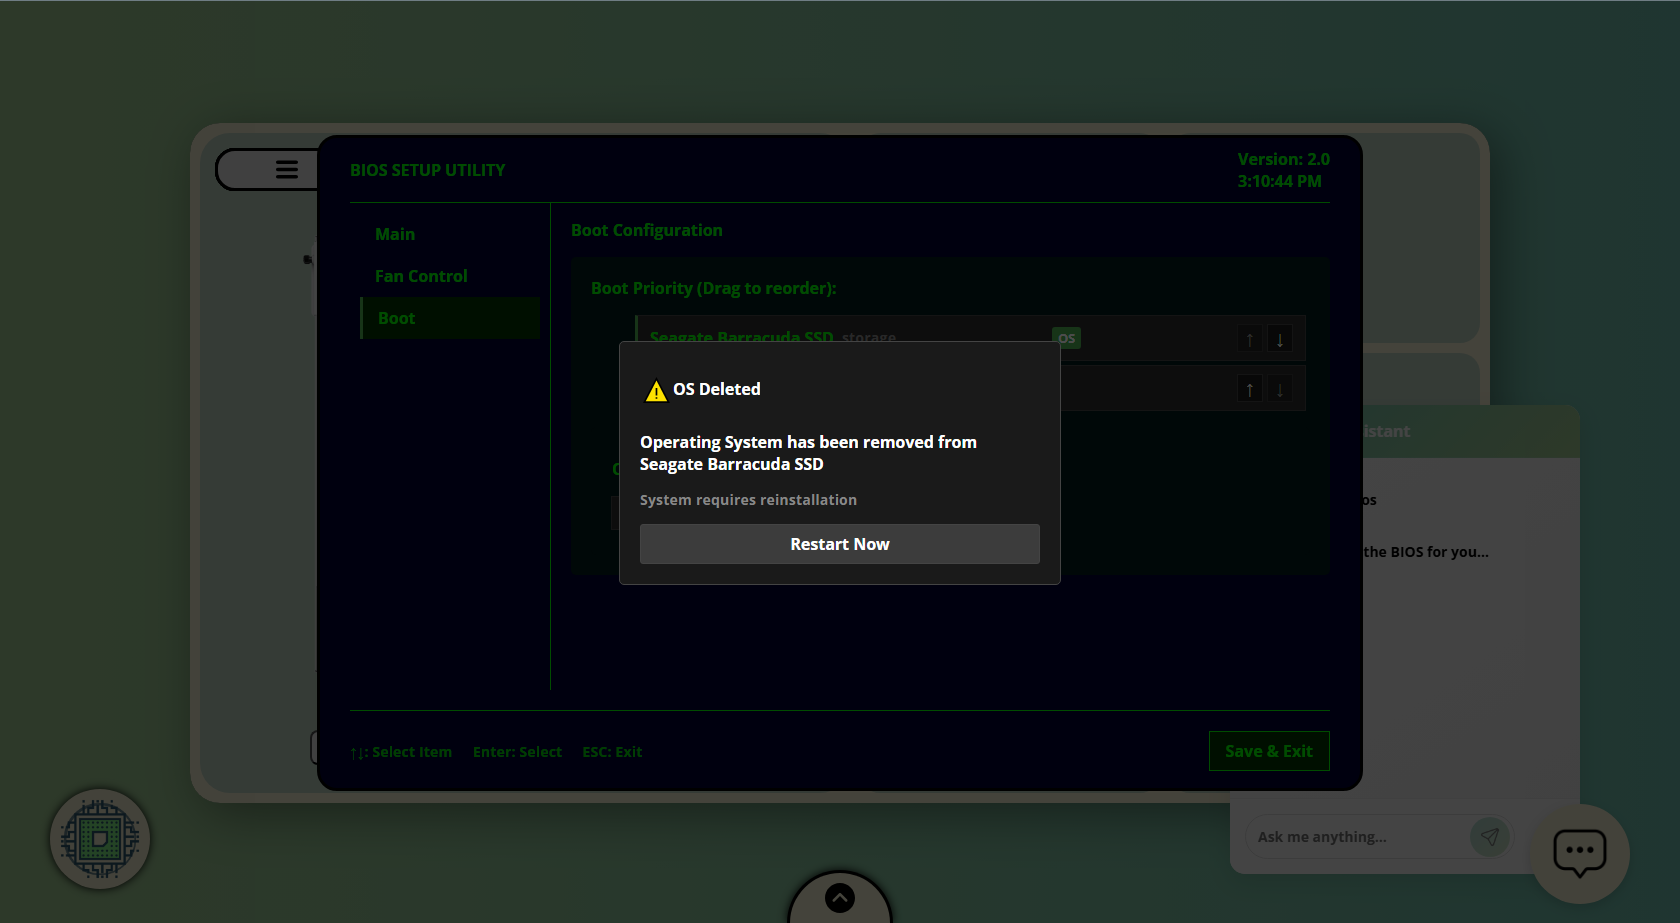 BIOS SETUP UTILITY
Version: 2.0
3:10:44 PM
Main
Fan Control
Boot
Boot Configuration
Boot Priority (Drag to reorder):
Seagate Barracuda SSD storage OS ↑ ↓
↑ ↓
OS Deleted
Operating System has been removed from
Seagate Barracuda SSD
System requires reinstallation
Restart Now
the BIOS for you...
↑↓: Select Item Enter: Select ESC: Exit
Save & Exit
Ask me anything...